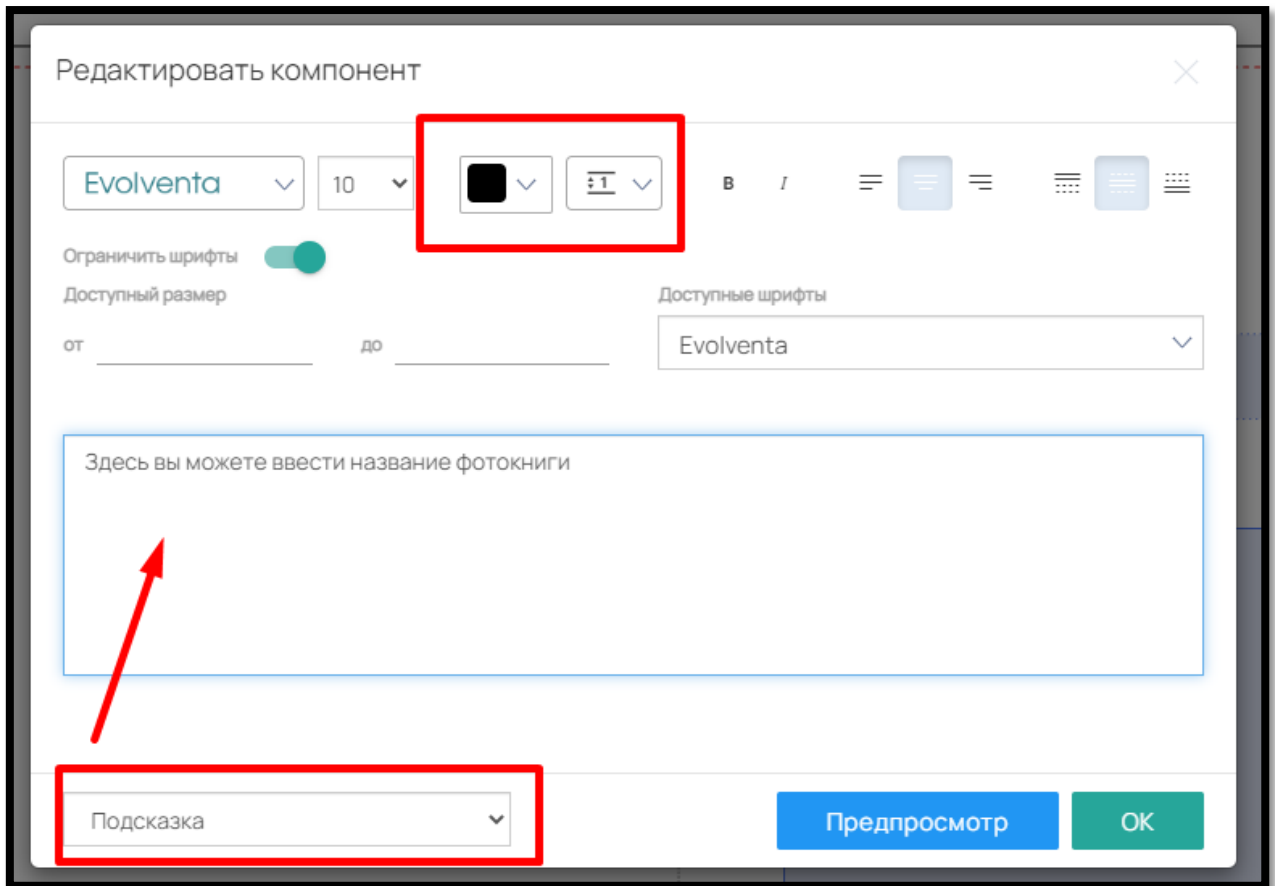 Редактировать компонент
Evolventa 10 1 B I
Ограничить шрифты
Доступный размер Доступные шрифты
от до Evolventa
Здесь вы можете ввести название фотокниги
Подсказка Предпросмотр ОК